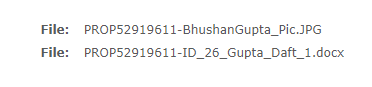 File: PROP52919611-BhushanGupta_Pic.JPG
File: PROP52919611-ID_26_Gupta_Daft_1.docx